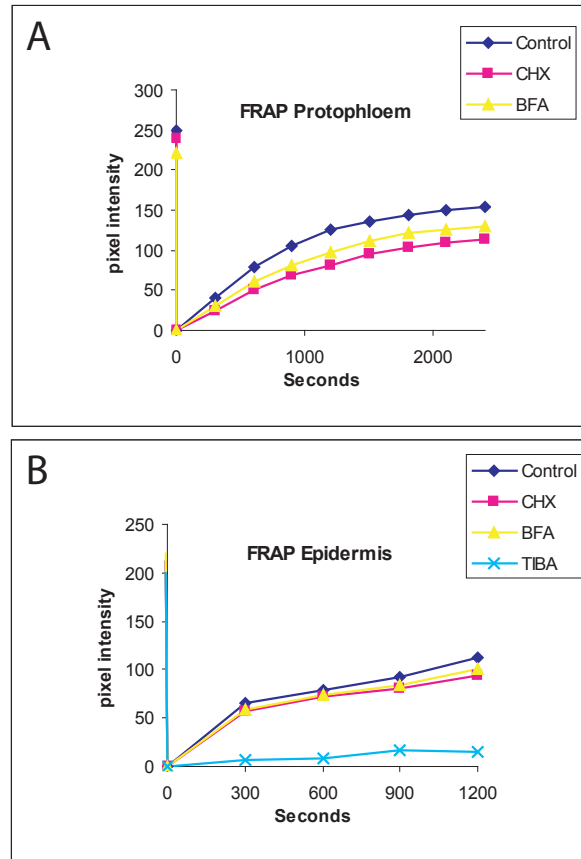 A
Control
CHX
BFA
FRAP Protophloem
300
250
200
150
100
50
0
pixel intensity
0 1000 2000
Seconds
B
Control
CHX
BFA
TIBA
FRAP Epidermis
250
200
150
100
50
0
pixel intensity
0 300 600 900 1200
Seconds